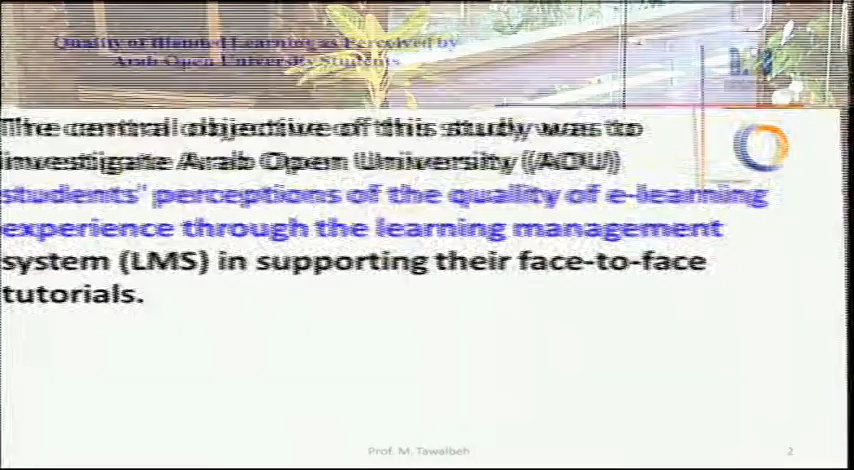 Quality of Blended Learning as Perceived by
Arab Open University Students
The central objective of this study was to
investigate Arab Open University (AOU)
students' perceptions of the quality of e-learning
experience through the learning management
system (LMS) in supporting their face-to-face
tutorials.
Prof. M. Tawalbeh
2